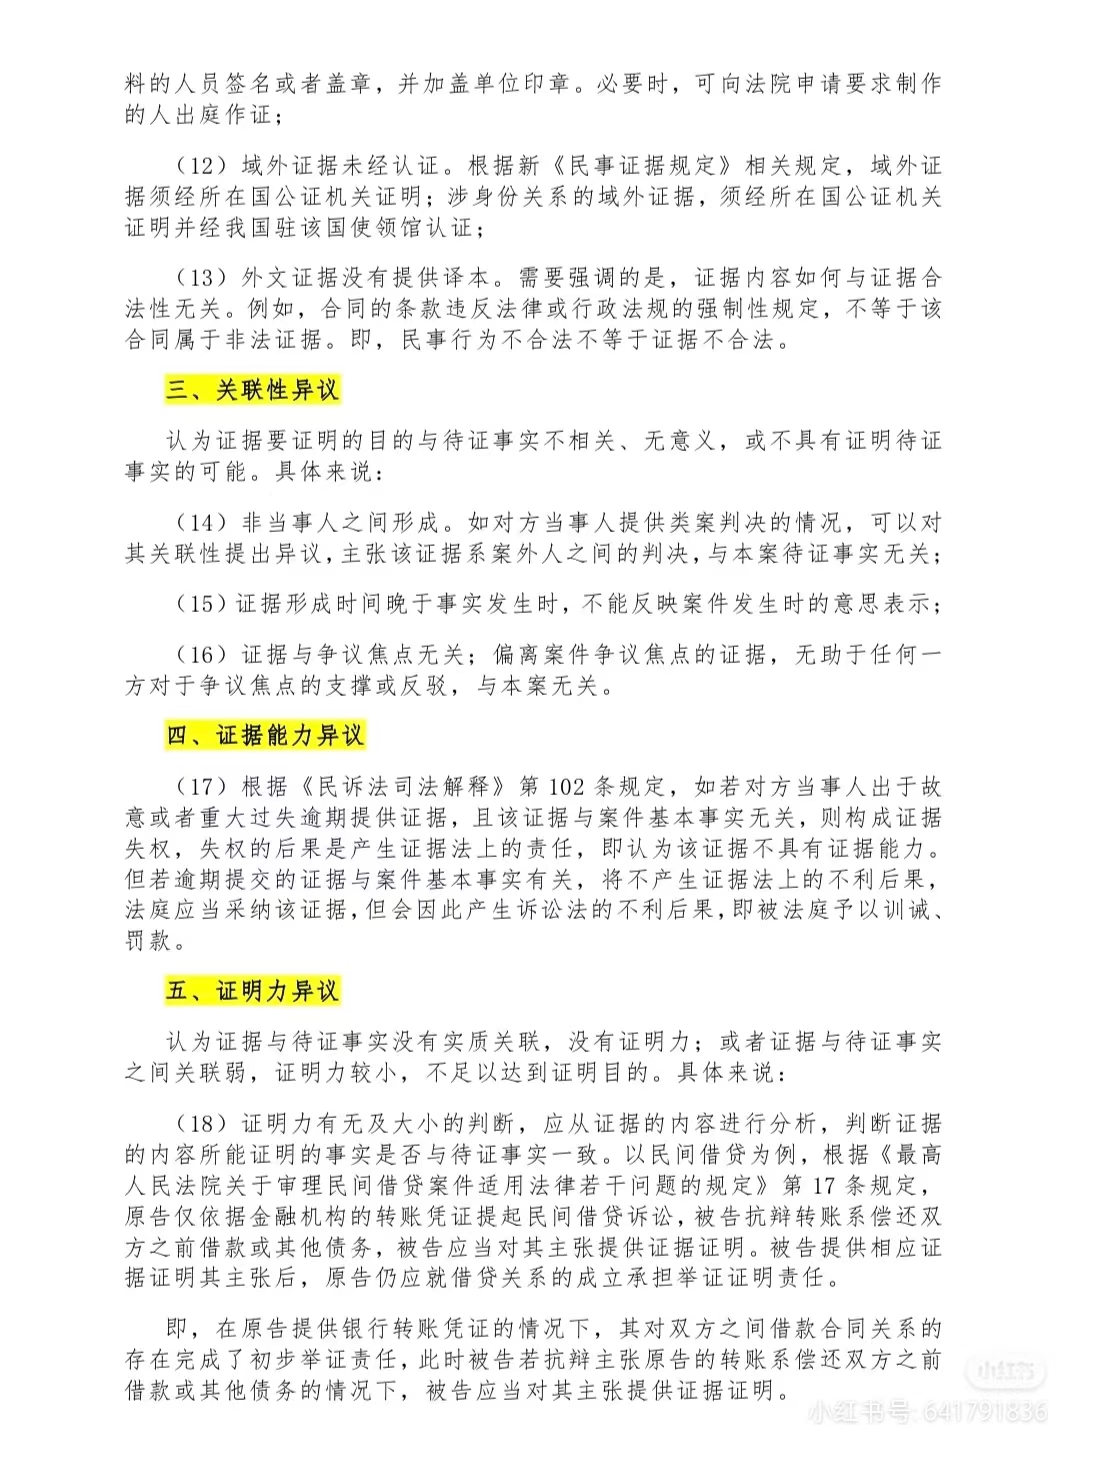 料的人员签名或者盖章，并加盖单位印章。必要时，可向法院申请要求制作
的人出庭作证；
（12）域外证据未经认证。根据新《民事证据规定》相关规定，域外证
据须经所在国公证机关证明；涉身份关系的域外证据，须经所在国公证机关
证明并经我国驻该国使领馆认证；
（13）外文证据没有提供译本。需要强调的是，证据内容如何与证据合
法性无关。例如，合同的条款违反法律或行政法规的强制性规定，不等于该
合同属于非法证据。即，民事行为不合法不等于证据不合法。
三、关联性异议
认为证据要证明的目的与待证事实不相关、无意义，或不具有证明待证
事实的可能。具体来说：
（14）非当事人之间形成。如对方当事人提供类案判决的情况，可以对
其关联性提出异议，主张该证据系案外人之间的判决，与本案待证事实无关；
（15）证据形成时间晚于事实发生时，不能反映案件发生时的意思表示；
（16）证据与争议焦点无关；偏离案件争议焦点的证据，无助于任何一
方对于争议焦点的支撑或反驳，与本案无关。
四、证据能力异议
（17）根据《民诉法司法解释》第 102 条规定，如若对方当事人出于故
意或者重大过失逾期提供证据，且该证据与案件基本事实无关，则构成证据
失权，失权的后果是产生证据法上的责任，即认为该证据不具有证据能力。
但若逾期提交的证据与案件基本事实有关，将不产生证据法上的不利后果，
法庭应当采纳该证据，但会因此产生诉讼法的不利后果，即被法庭予以训诫、
罚款。
五、证明力异议
认为证据与待证事实没有实质关联，没有证明力；或者证据与待证事实
之间关联弱，证明力较小，不足以达到证明目的。具体来说：
（18）证明力有无及大小的判断，应从证据的内容进行分析，判断证据
的内容所能证明的事实是否与待证事实一致。以民间借贷为例，根据《最高
人民法院关于审理民间借贷案件适用法律若干问题的规定》第 17 条规定，
原告仅依据金融机构的转账凭证提起民间借贷诉讼，被告抗辩转账系偿还双
方之前借款或其他债务，被告应当对其主张提供证据证明。被告提供相应证
据证明其主张后，原告仍应就借贷关系的成立承担举证证明责任。
即，在原告提供银行转账凭证的情况下，其对双方之间借款合同关系的
存在完成了初步举证责任，此时被告若抗辩主张原告的转账系偿还双方之前
借款或其他债务的情况下，被告应当对其主张提供证据证明。
小红书
小红书号: 641791836